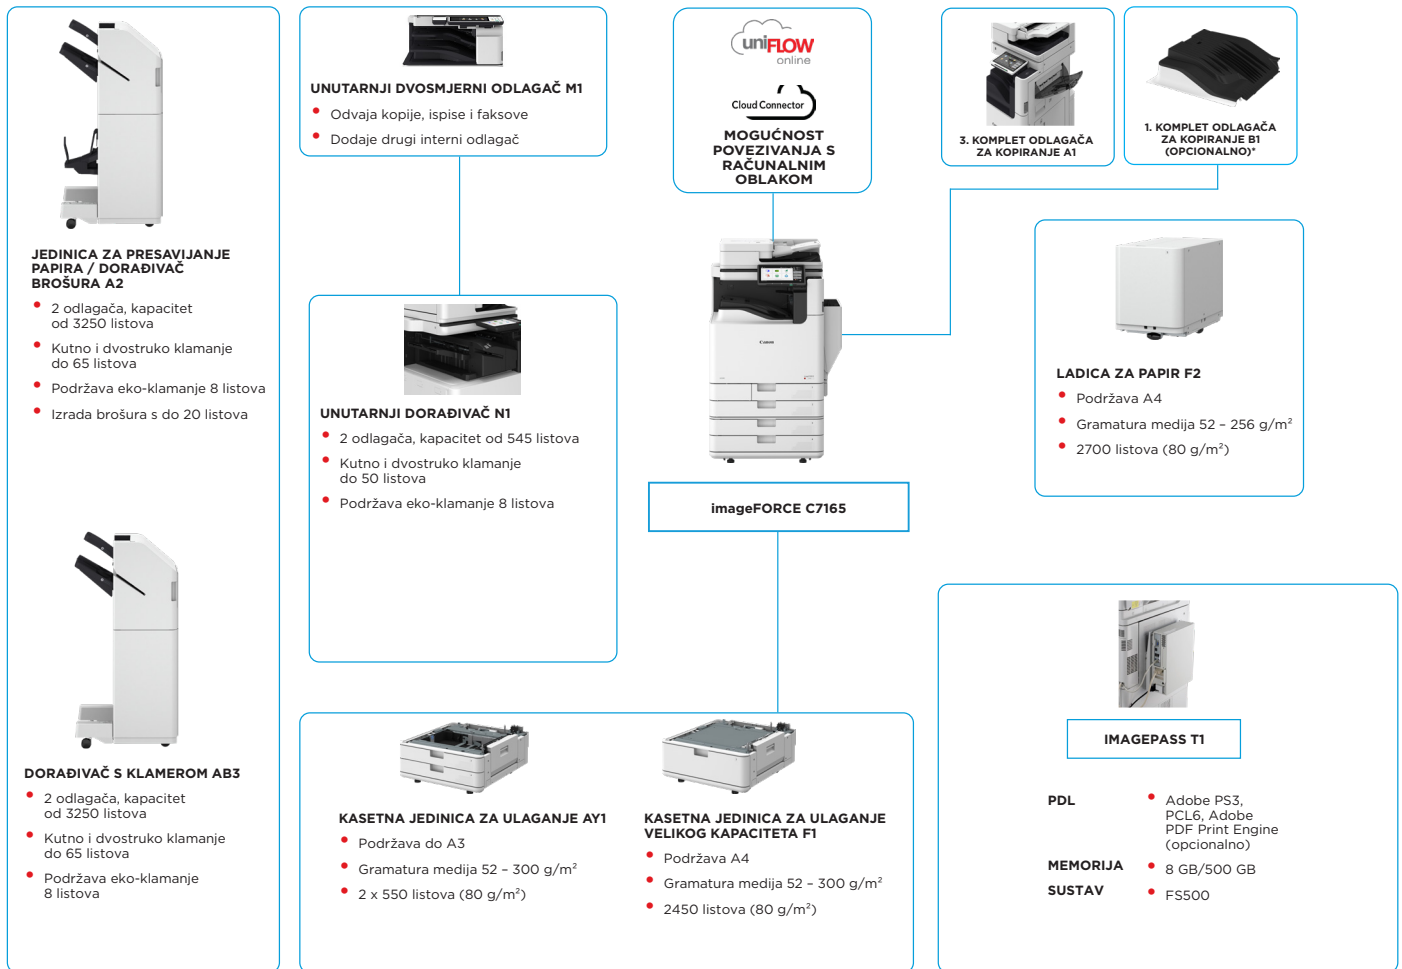 JEDINICA ZA PRESAVIJANJE
PAPIRA / DORAĐIVAČ
BROŠURA A2
• 2 odlagača, kapacitet
od 3250 listova
• Kutno i dvostruko klamanje
do 65 listova
• Podržava eko-klamanje 8 listova
• Izrada brošura s do 20 listova
DORAĐIVAČ S KLAMEROM AB3
• 2 odlagača, kapacitet
od 3250 listova
• Kutno i dvostruko klamanje
do 65 listova
• Podržava eko-klamanje
8 listova
UNUTARNJI DVOSMJERNI ODLAGAČ M1
• Odvaja kopije, ispise i faksove
• Dodaje drugi interni odlagač
UNUTARNJI DORAĐIVAČ N1
• 2 odlagača, kapacitet od 545 listova
• Kutno i dvostruko klamanje
do 50 listova
• Podržava eko-klamanje 8 listova
uniFLOW
online
Cloud Connector
MOGUĆNOST
POVEZIVANJA S
RAČUNALNIM
OBLAKOM
Canon
imageFORCE C7165
3. KOMPLET ODLAGAČA
ZA KOPIRANJE A1
1. KOMPLET ODLAGAČA
ZA KOPIRANJE B1
(OPCIONALNO)*
LADICA ZA PAPIR F2
• Podržava A4
• Gramatura medija 52 – 256 g/m²
• 2700 listova (80 g/m²)
KASETNA JEDINICA ZA ULAGANJE AY1
• Podržava do A3
• Gramatura medija 52 – 300 g/m²
• 2 x 550 listova (80 g/m²)
KASETNA JEDINICA ZA ULAGANJE
VELIKOG KAPACITETA F1
• Podržava A4
• Gramatura medija 52 – 300 g/m²
• 2450 listova (80 g/m²)
IMAGEPASS T1
PDL • Adobe PS3,
PCL6, Adobe
PDF Print Engine
(opcionalno)
MEMORIJA • 8 GB/500 GB
SUSTAV • FS500